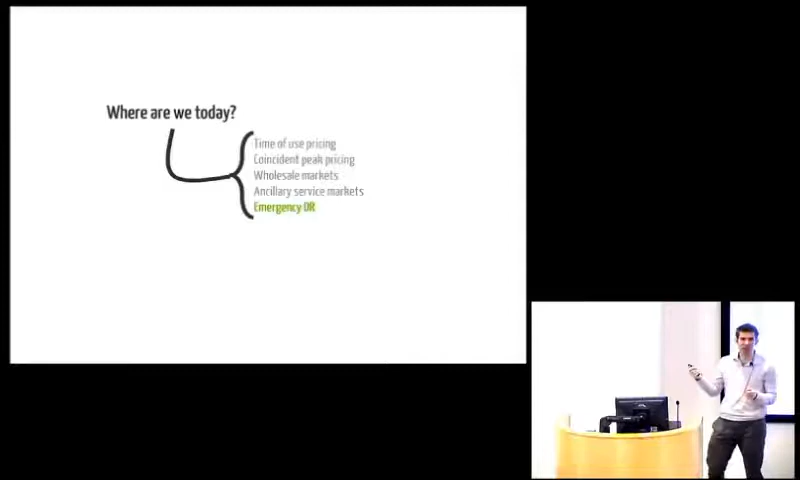 Where are we today?
Time of use pricing
Coincident peak pricing
Wholesale markets
Ancillary service markets
Emergency DR